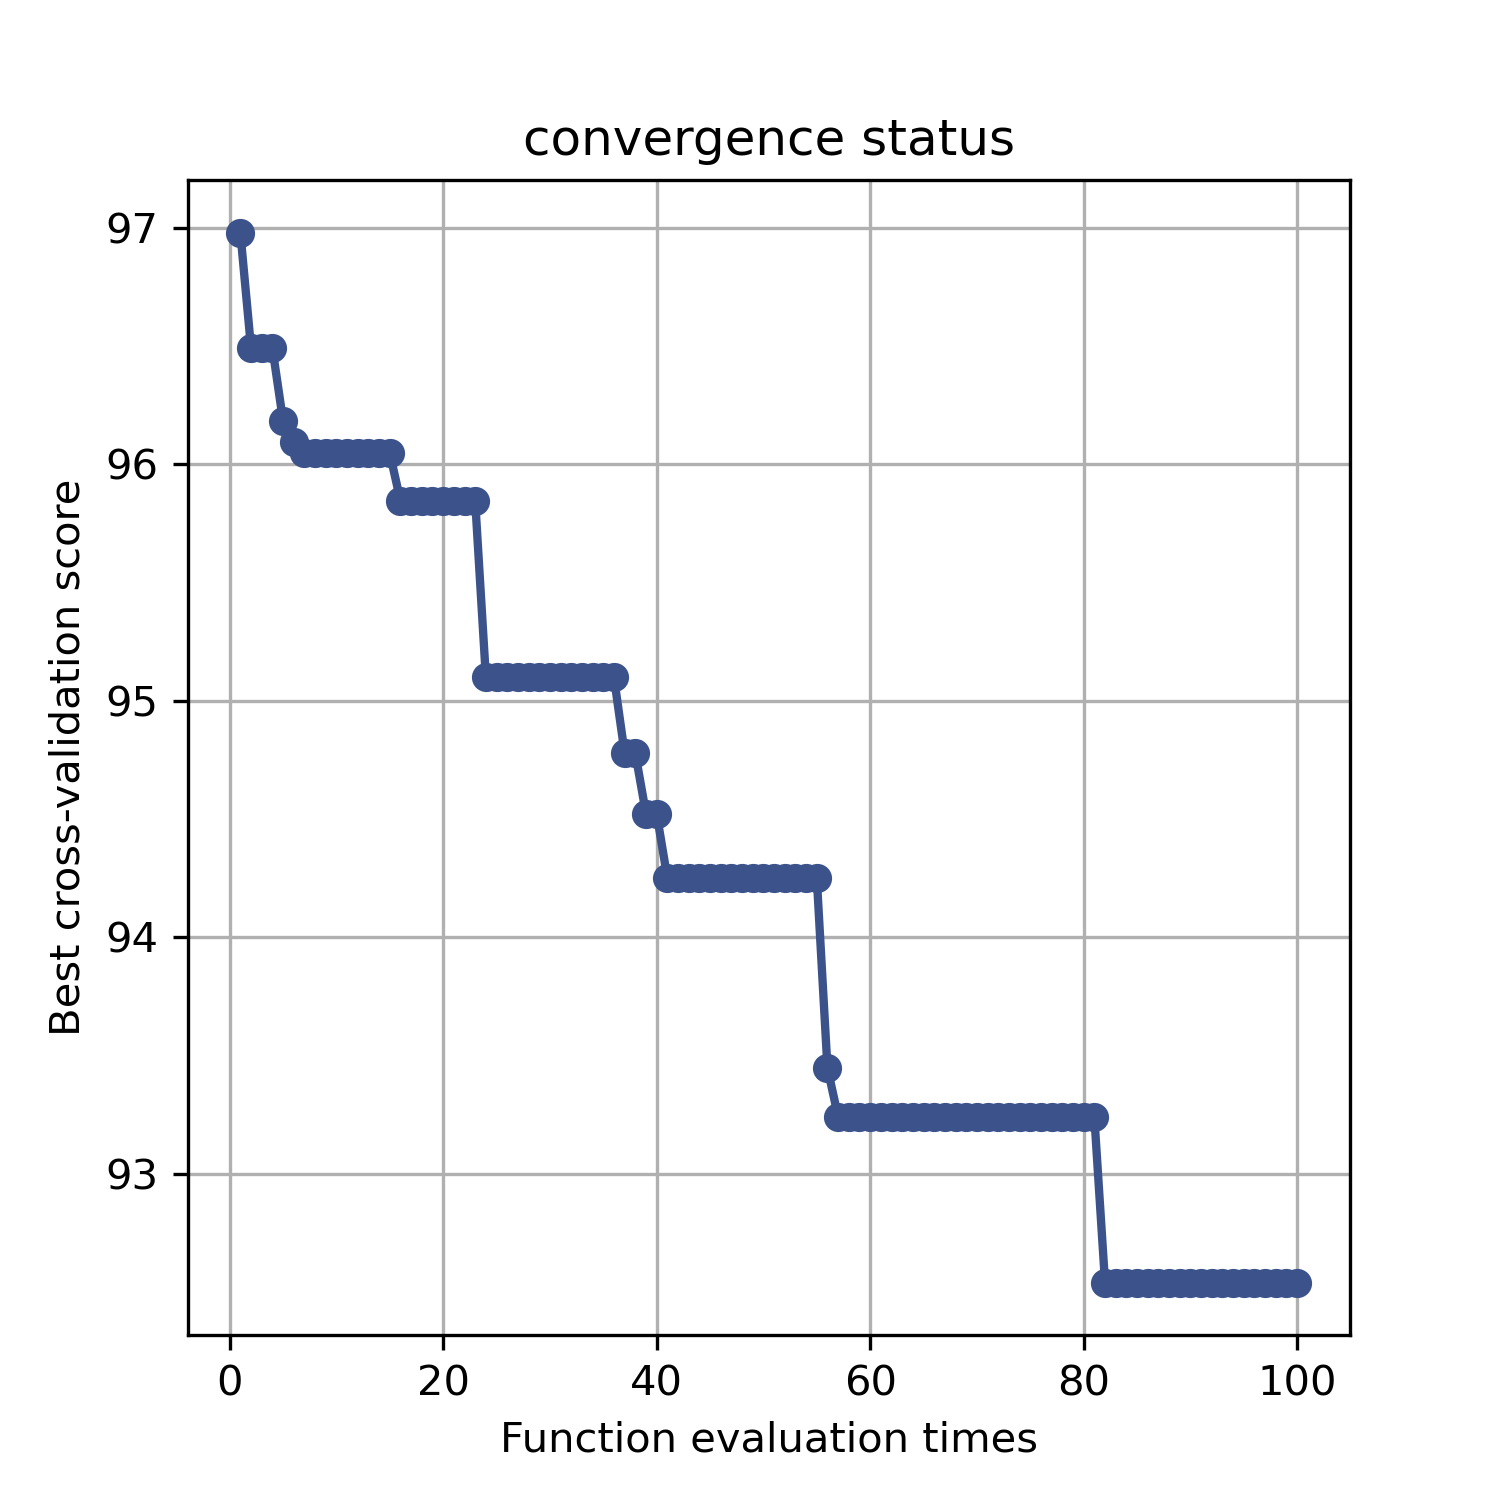 convergence status
97
96
95
94
93
Best cross-validation score
0 20 40 60 80 100
Function evaluation times